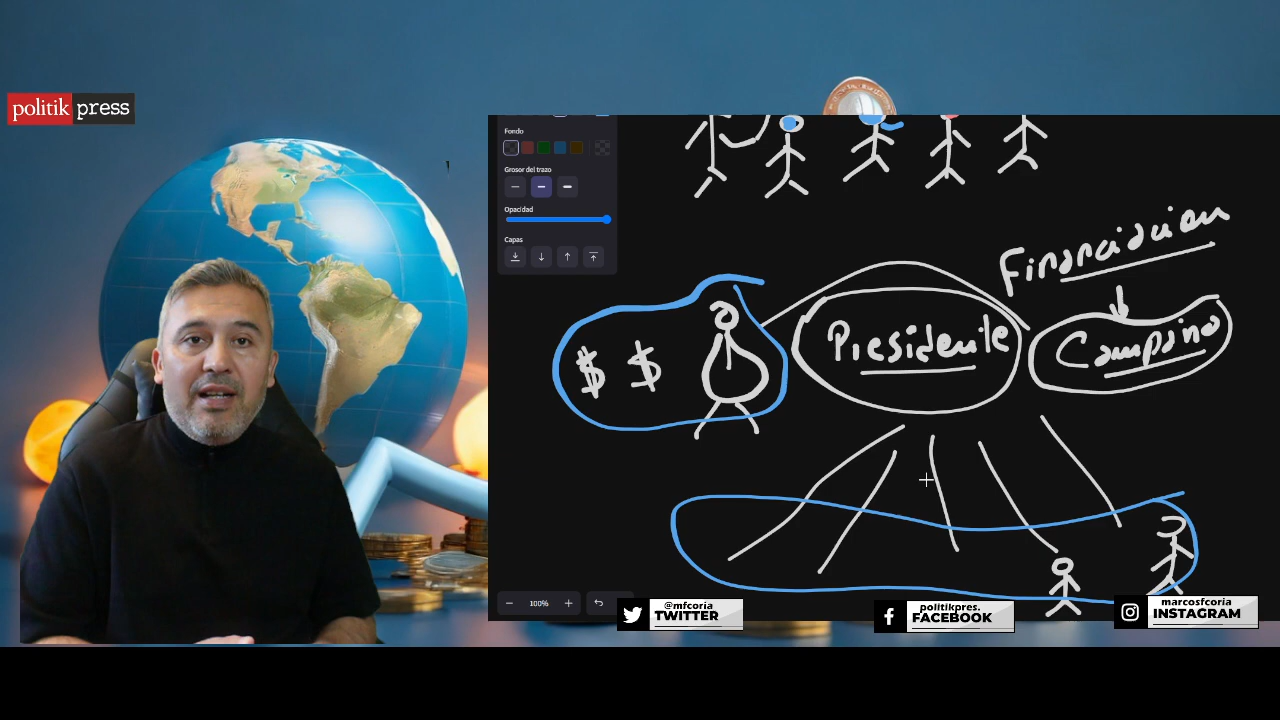 politik press
Fondo
Grosor del trazo
Opacidad
Capas
Financiacion
$ $
Presidente
Campaña
100%
@mfcoria
TWITTER
politikpres.
FACEBOOK
marcosfcoria
INSTAGRAM